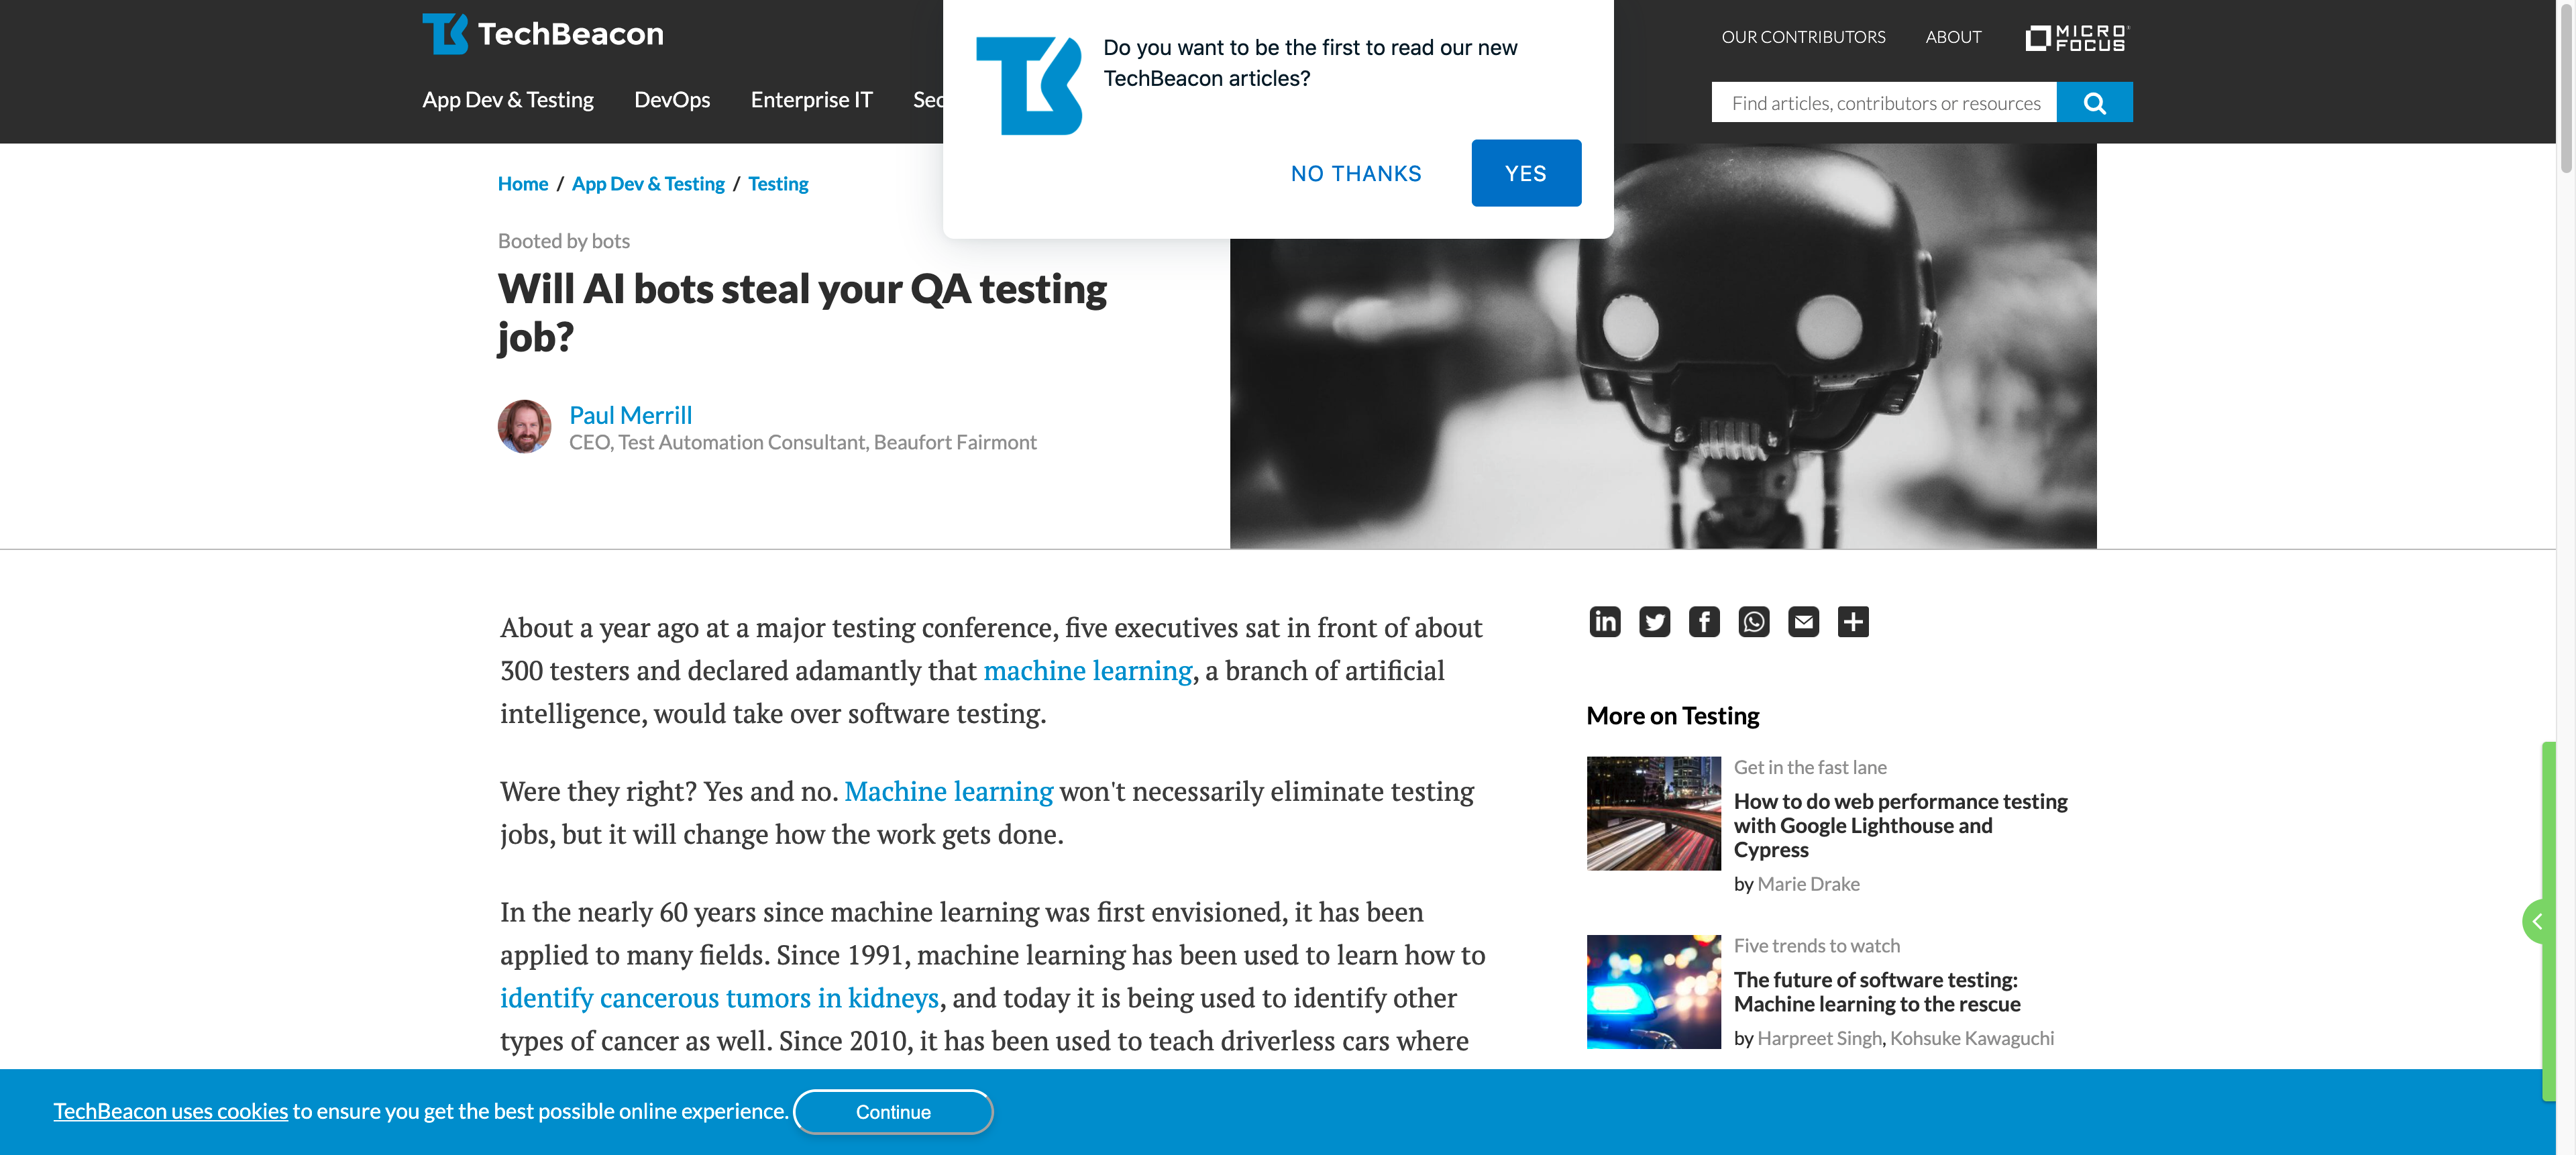 TechBeacon
OUR CONTRIBUTORS
ABOUT
MICRO
FOCUS
App Dev & Testing
DevOps
Enterprise IT
Find articles, contributors or resources
Do you want to be the first to read our new
TechBeacon articles?
NO THANKS
YES
Home / App Dev & Testing / Testing
Booted by bots
Will AI bots steal your QA testing
job?
Paul Merrill
CEO, Test Automation Consultant, Beaufort Fairmont
About a year ago at a major testing conference, five executives sat in front of about
300 testers and declared adamantly that machine learning, a branch of artificial
intelligence, would take over software testing.
Were they right? Yes and no. Machine learning won't necessarily eliminate testing
jobs, but it will change how the work gets done.
In the nearly 60 years since machine learning was first envisioned, it has been
applied to many fields. Since 1991, machine learning has been used to learn how to
identify cancerous tumors in kidneys, and today it is being used to identify other
types of cancer as well. Since 2010, it has been used to teach driverless cars where
More on Testing
Get in the fast lane
How to do web performance testing
with Google Lighthouse and
Cypress
by Marie Drake
Five trends to watch
The future of software testing:
Machine learning to the rescue
by Harpreet Singh, Kohsuke Kawaguchi
TechBeacon uses cookies to ensure you get the best possible online experience.
Continue